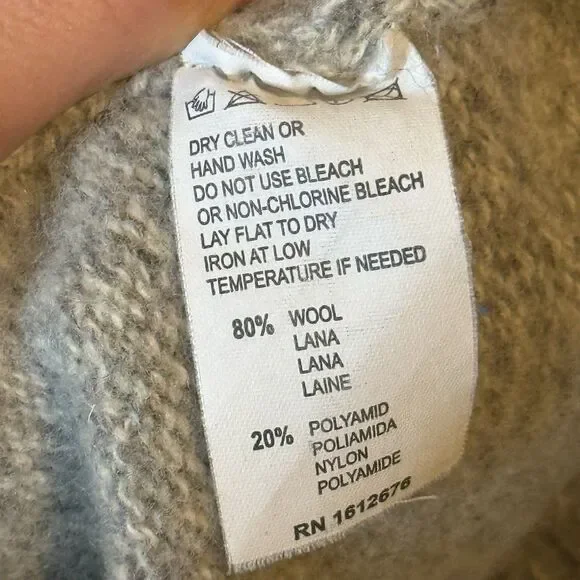 DRY CLEAN OR
HAND WASH
DO NOT USE BLEACH
OR NON-CHLORINE BLEACH
LAY FLAT TO DRY
IRON AT LOW
TEMPERATURE IF NEEDED
80% WOOL
LANA
LANA
LAINE
20% POLYAMID
POLIAMIDA
NYLON
POLYAMIDE
RN 1612676